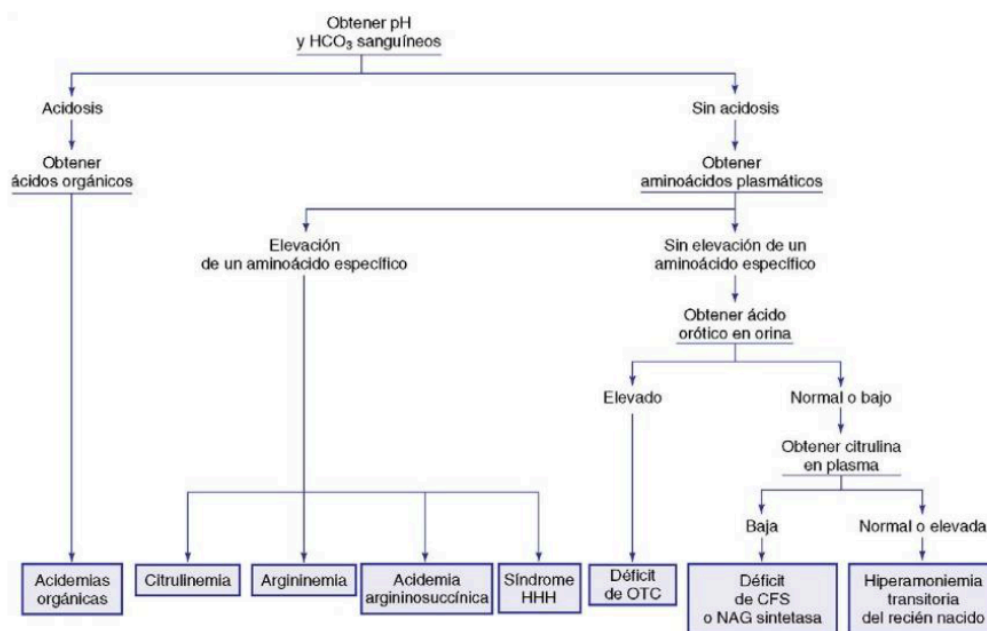 Obtener pH
y HCO₃ sanguíneos
Acidosis
Sin acidosis
Obtener
ácidos orgánicos
Obtener
aminoácidos plasmáticos
Elevación
de un aminoácido específico
Sin elevación de un
aminoácido específico
Obtener ácido
orótico en orina
Elevado
Normal o bajo
Obtener citrulina
en plasma
Baja
Normal o elevada
Acidemias
orgánicas
Citrulinemia
Argininemia
Acidemia
argininosuccínica
Síndrome
HHH
Déficit
de OTC
Déficit
de CFS
o NAG sintetasa
Hiperamoniemia
transitoria
del recién nacido